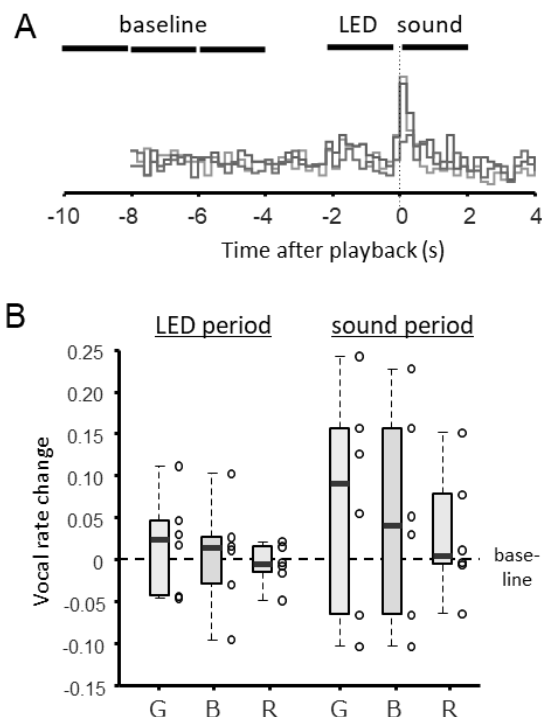 A
baseline LED sound
-10 -8 -6 -4 -2 0 2 4
Time after playback (s)
B
LED period sound period
Vocal rate change
0.25
0.20
0.15
0.10
0.05
0
-0.05
-0.10
-0.15
base-
line
G B R G B R